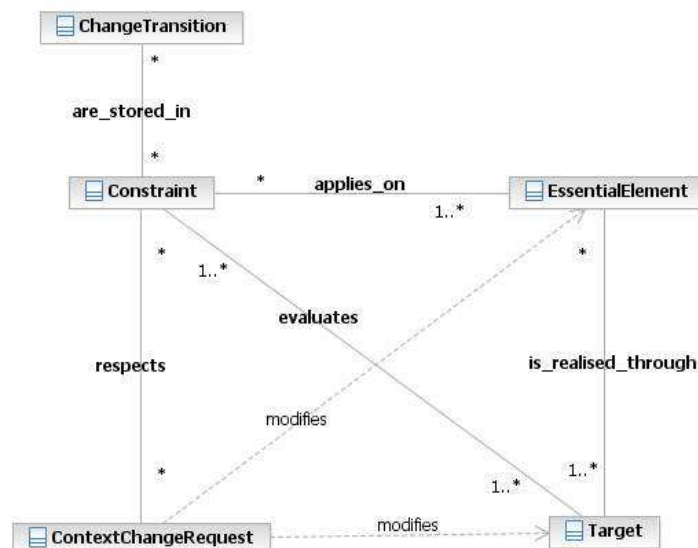 ChangeTransition
*
are_stored_in
*
Constraint
*
applies_on
1..*
EssentialElement
*
1..*
*
evaluates
respects
is_realised_through
modifies
*
1..*
1..*
ContextChangeRequest
modifies
Target